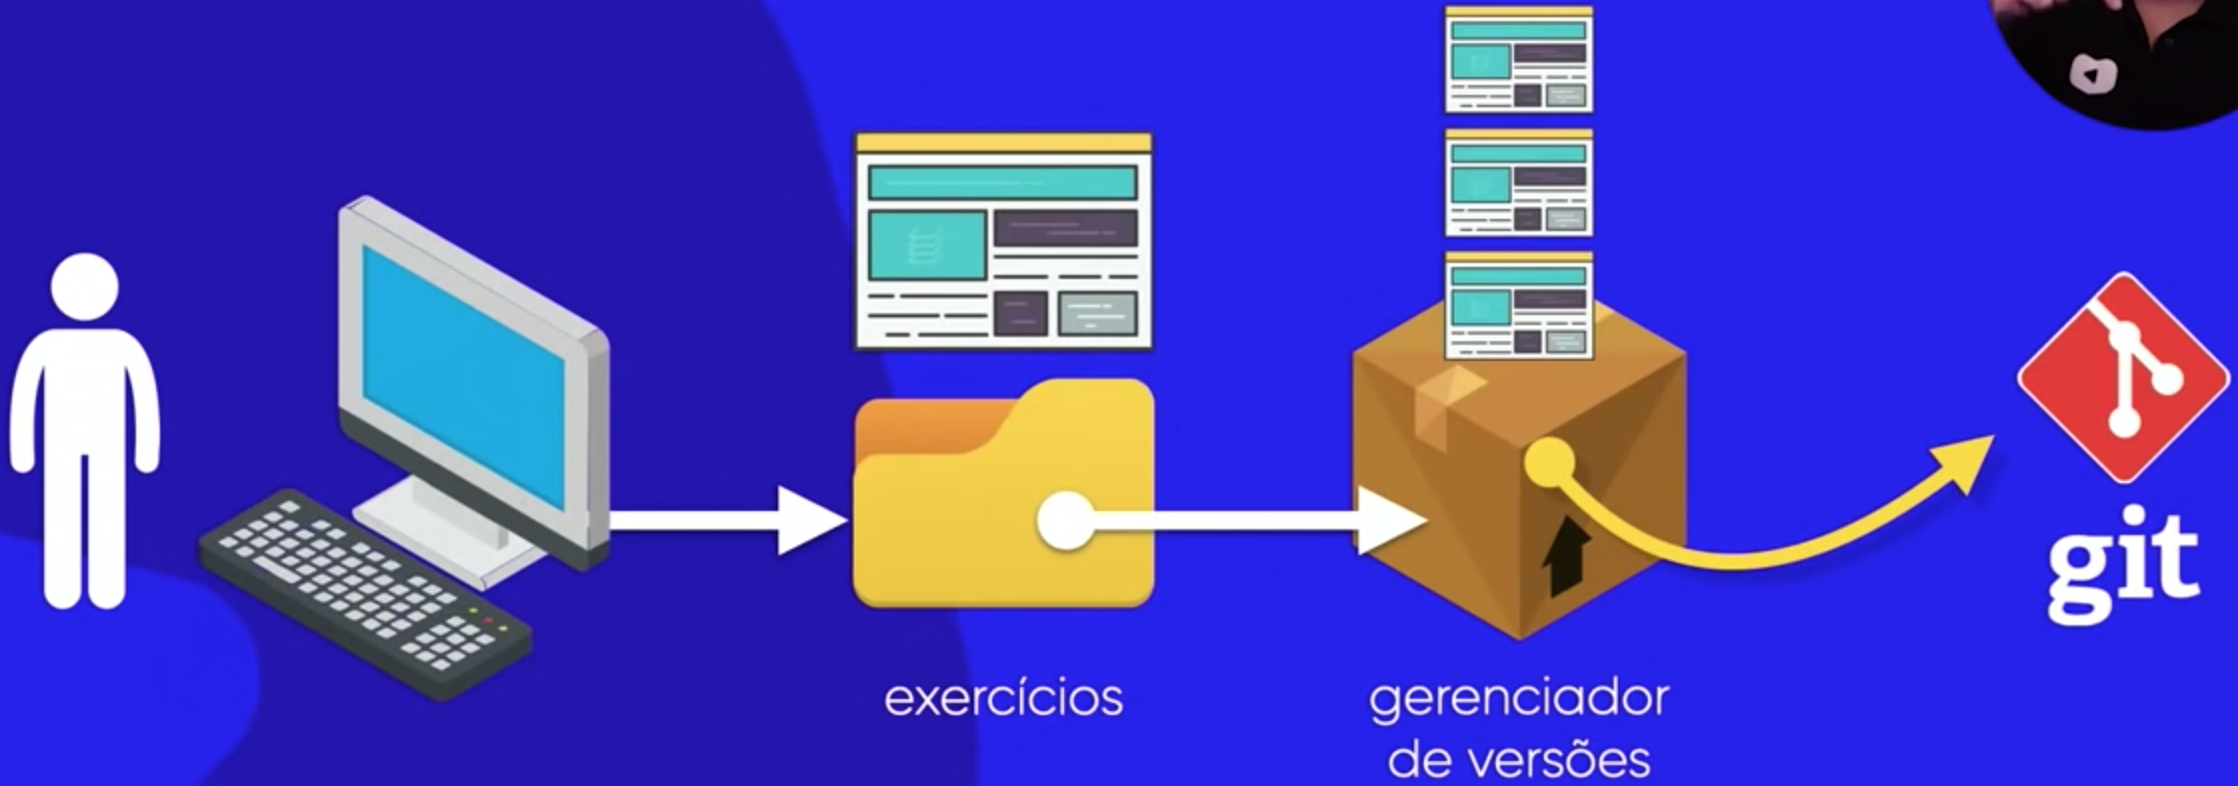 exercícios
gerenciador
de versões
git